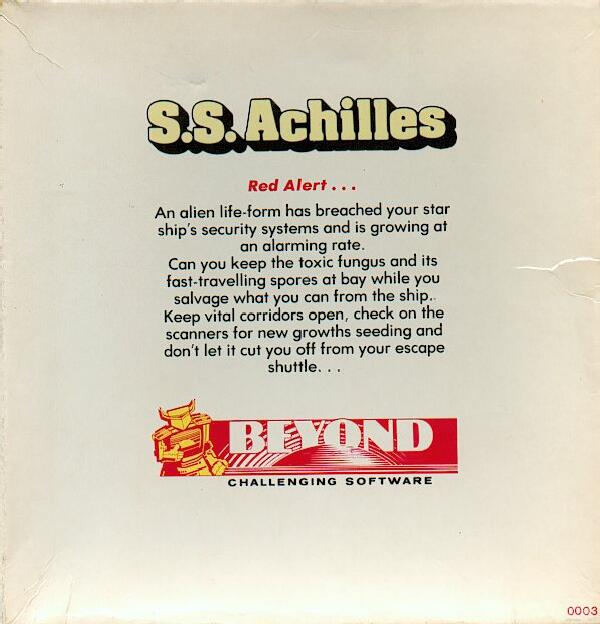 S.S. Achilles
Red Alert . . .
An alien life-form has breached your star
ship's security systems and is growing at
an alarming rate.
Can you keep the toxic fungus and its
fast-travelling spores at bay while you
salvage what you can from the ship..
Keep vital corridors open, check on the
scanners for new growths seeding and
don't let it cut you off from your escape
shuttle. . .
BEYOND
CHALLENGING SOFTWARE
0003